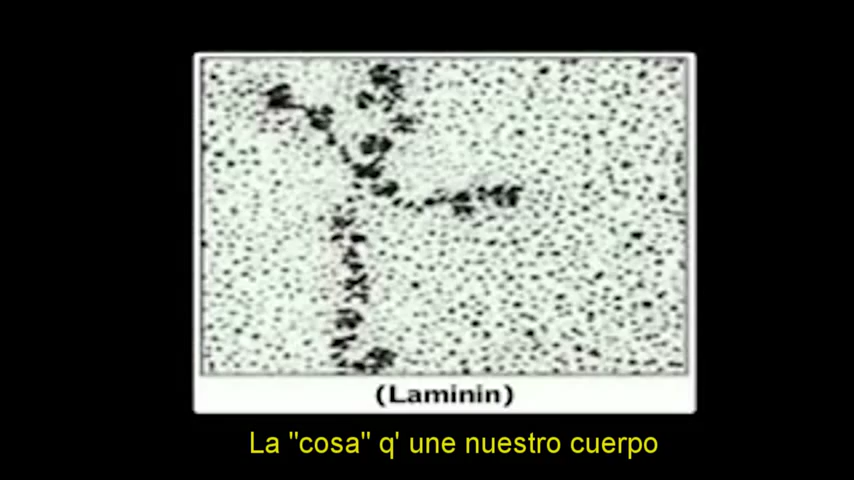 (Laminin)
La "cosa" q' une nuestro cuerpo